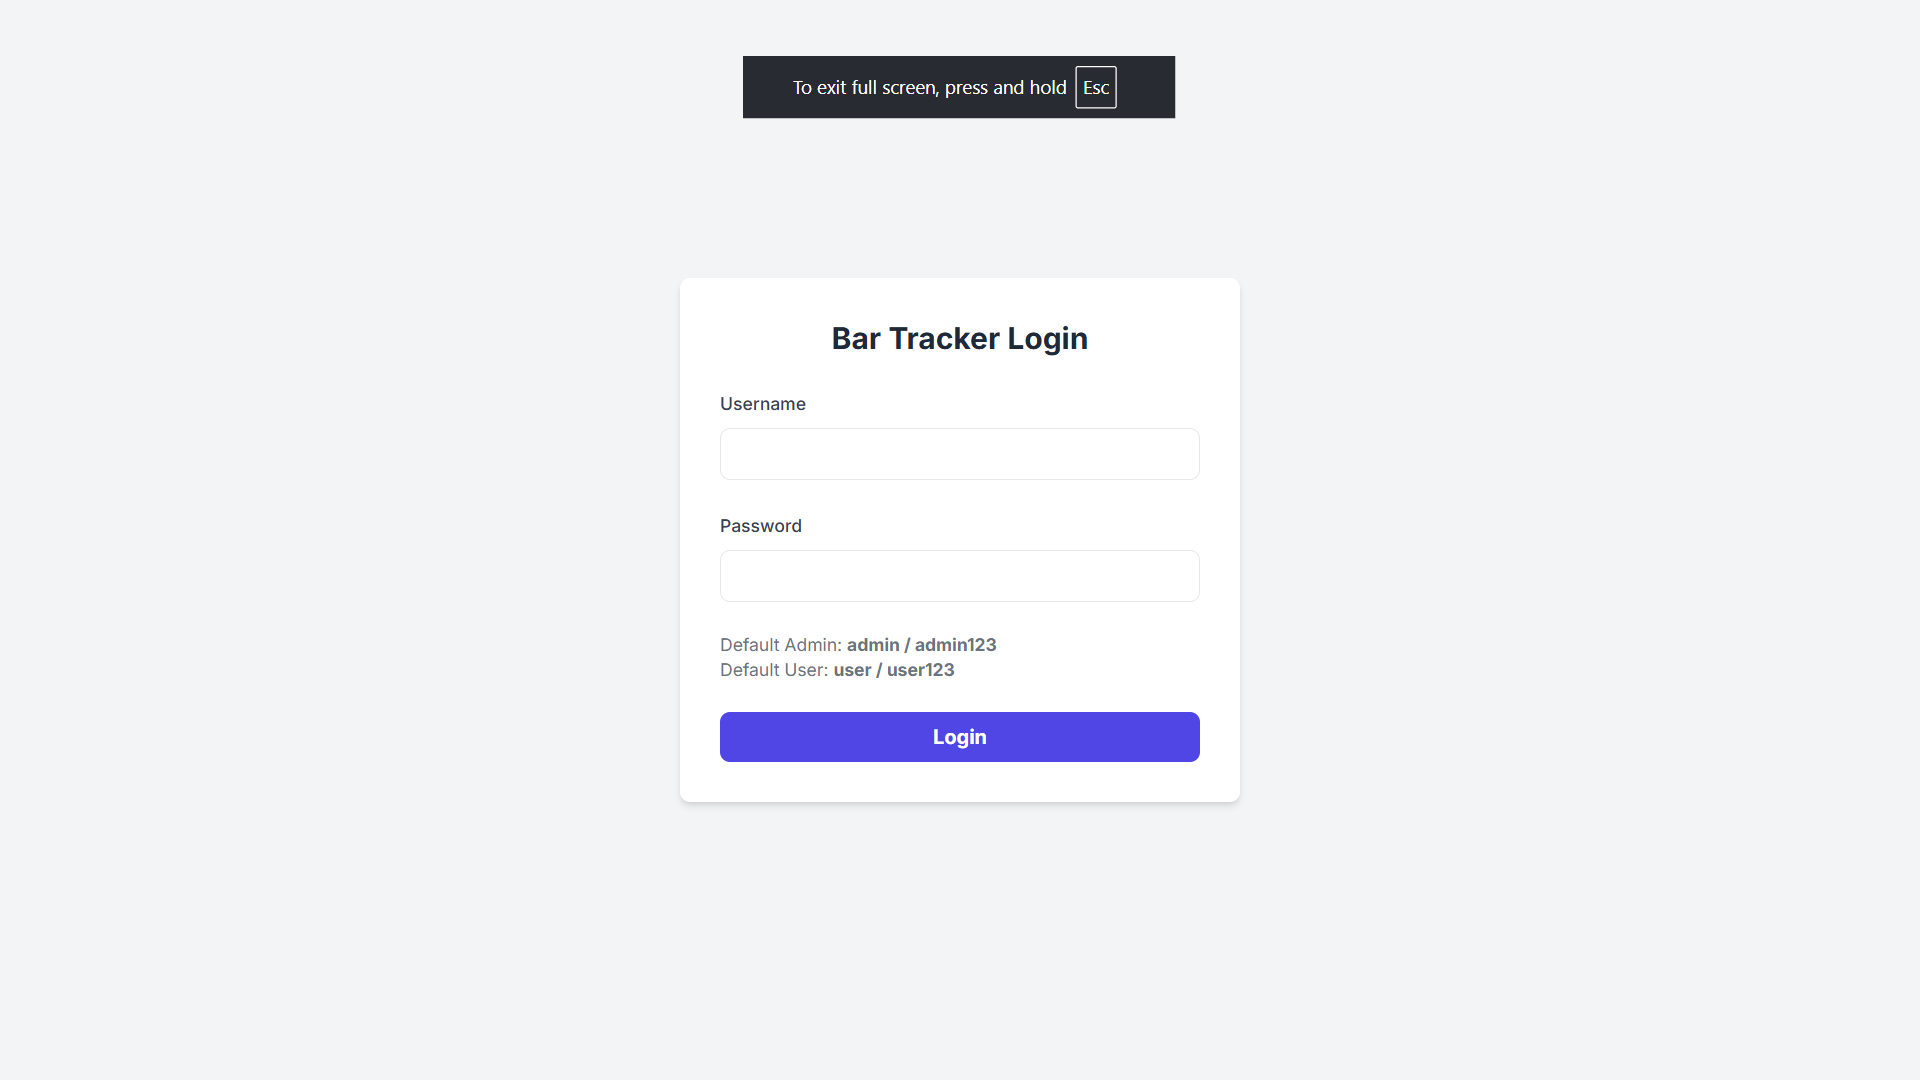 To exit full screen, press and hold Esc
Bar Tracker Login
Username
Password
Default Admin: admin / admin123
Default User: user / user123
Login